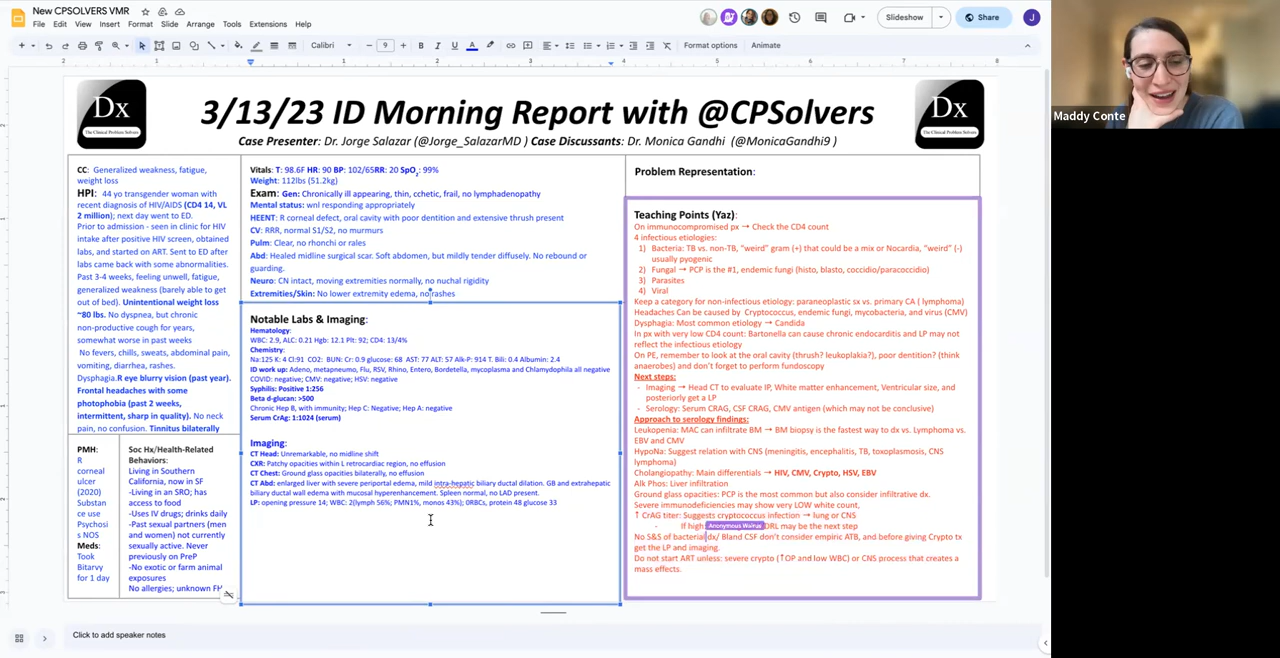 New CPSOLVERS VMR
File Edit View Insert Format Slide Arrange Tools Extensions Help
Slideshow
Share
J
Calibri
9
B I U A
Format options
Animate
2 1 1 2 3 4 5 6 7 8
Dx
The Clinical Problem Solvers
3/13/23 ID Morning Report with @CPSolvers
Case Presenter: Dr. Jorge Salazar (@Jorge_SalazarMD ) Case Discussants: Dr. Monica Gandhi (@MonicaGandhi9 )
Dx
The Clinical Problem Solvers
CC: Generalized weakness, fatigue,
weight loss
HPI: 44 yo transgender woman with
recent diagnosis of HIV/AIDS (CD4 14, VL
2 million); next day went to ED.
Prior to admission - seen in clinic for HIV
intake after positive HIV screen, obtained
labs, and started on ART. Sent to ED after
labs came back with some abnormalities.
Past 3-4 weeks, feeling unwell, fatigue,
generalized weakness (barely able to get
out of bed). Unintentional weight loss
~80 lbs. No dyspnea, but chronic
non-productive cough for years,
somewhat worse in past weeks
No fevers, chills, sweats, abdominal pain,
vomiting, diarrhea, rashes.
Dysphagia.R eye blurry vision (past year).
Frontal headaches with some
photophobia (past 2 weeks,
intermittent, sharp in quality). No neck
pain, no confusion. Tinnitus bilaterally
PMH:
R
corneal
ulcer
(2020)
Substan
ce use
Psychosi
s NOS
Meds:
Took
Bitarvy
for 1 day
Soc Hx/Health-Related
Behaviors:
Living in Southern
California, now in SF
-Living in an SRO; has
access to food
-Uses IV drugs; drinks daily
-Past sexual partners (men
and women) not currently
sexually active. Never
previously on PreP
-No exotic or farm animal
exposures
No allergies; unknown FH
Vitals: T: 98.6F HR: 90 BP: 102/65RR: 20 SpO2: 99%
Weight: 112lbs (51.2kg)
Exam: Gen: Chronically ill appearing, thin, cchetic, frail, no lymphadenopathy
Mental status: wnl responding appropriately
HEENT: R corneal defect, oral cavity with poor dentition and extensive thrush present
CV: RRR, normal S1/S2, no murmurs
Pulm: Clear, no rhonchi or rales
Abd: Healed midline surgical scar. Soft abdomen, but mildly tender diffusely. No rebound or
guarding.
Neuro: CN intact, moving extremities normally, no nuchal rigidity
Extremities/Skin: No lower extremity edema, no rashes
Notable Labs & Imaging:
Hematology:
WBC: 2.9, ALC: 0.21 Hgb: 12.1 Plt: 92; CD4: 13/4%
Chemistry:
Na:125 K: 4 Cl:91 CO2: BUN: Cr: 0.9 glucose: 68 AST: 77 ALT: 57 Alk-P: 914 T. Bili: 0.4 Albumin: 2.4
ID work up: Adeno, metapneumo, Flu, RSV, Rhino, Entero, Bordetella, mycoplasma and Chlamydophila all negative
COVID: negative; CMV: negative; HSV: negative
Syphilis: Positive 1:256
Beta d-glucan: >500
Chronic Hep B, with immunity; Hep C: Negative; Hep A: negative
Serum CrAg: 1:1024 (serum)
Imaging:
CT Head: Unremarkable, no midline shift
CXR: Patchy opacities within L retrocardiac region, no effusion
CT Chest: Ground glass opacities bilaterally, no effusion
CT Abd: enlarged liver with severe periportal edema, mild intra-hepatic biliary ductal dilation. GB and extrahepatic
biliary ductal wall edema with mucosal hyperenhancement. Spleen normal, no LAD present.
LP: opening pressure 14; WBC: 2(lymph 56%; PMN1%, monos 43%); 0RBCs, protein 48 glucose 33
Problem Representation:
Teaching Points (Yaz):
On immunocompromised px → Check the CD4 count
4 infectious etiologies:
1) Bacteria: TB vs. non-TB, "weird" gram (+) that could be a mix or Nocardia, "weird" (-)
usually pyogenic
2) Fungal → PCP is the #1, endemic fungi (histo, blasto, coccidio/paracoccidio)
3) Parasites
4) Viral
Keep a category for non-infectious etiology: paraneoplastic sx vs. primary CA ( lymphoma)
Headaches Can be caused by Cryptococcus, endemic fungi, mycobacteria, and virus (CMV)
Dysphagia: Most common etiology → Candida
In px with very low CD4 count: Bartonella can cause chronic endocarditis and LP may not
reflect the infectious etiology
On PE, remember to look at the oral cavity (thrush? leukoplakia?), poor dentition? (think
anaerobes) and don't forget to perform fundoscopy
Next steps:
- Imaging → Head CT to evaluate IP, White matter enhancement, Ventricular size, and
posteriorly get a LP
- Serology: Serum CRAG, CSF CRAG, CMV antigen (which may not be conclusive)
Approach to serology findings:
Leukopenia: MAC can infiltrate BM → BM biopsy is the fastest way to dx vs. Lymphoma vs.
EBV and CMV
HypoNa: Suggest relation with CNS (meningitis, encephalitis, TB, toxoplasmosis, CNS
lymphoma)
Cholangiopathy: Main differentials → HIV, CMV, Crypto, HSV, EBV
Alk Phos: Liver infiltration
Ground glass opacities: PCP is the most common but also consider infiltrative dx.
Severe immunodeficiencies may show very LOW white count,
↑ CrAG titer: Suggests cryptococcus infection → lung or CNS
- If high Anonymous Walrus DRL may be the next step
No S&S of bacterial dx/ Bland CSF don't consider empiric ATB, and before giving Crypto tx
get the LP and imaging.
Do not start ART unless: severe crypto (↑OP and low WBC) or CNS process that creates a
mass effects.
Click to add speaker notes
Maddy Conte